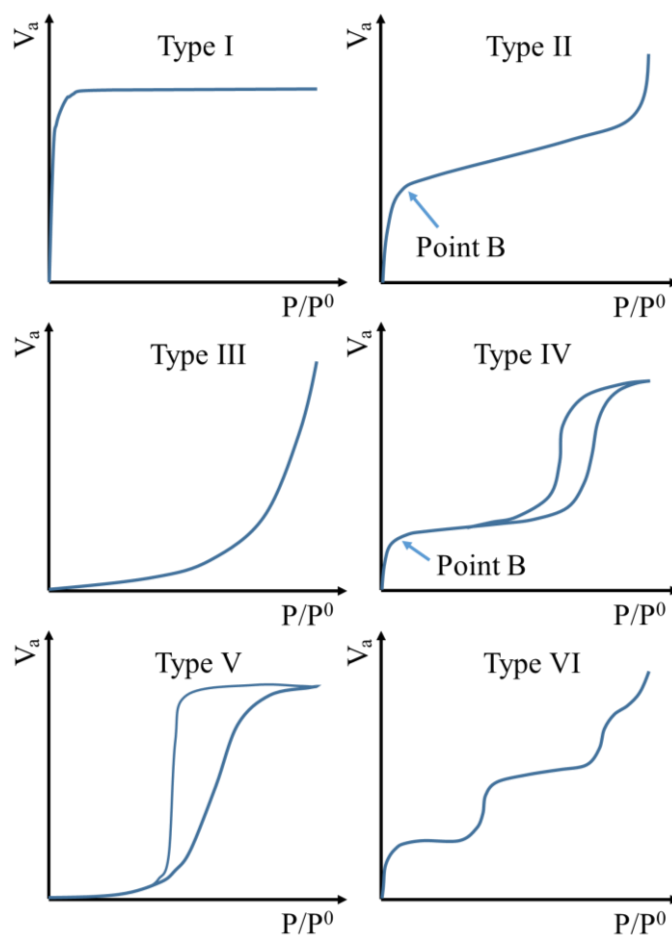 Vₐ
Type I
P/P⁰
Vₐ
Type II
Point B
P/P⁰
Vₐ
Type III
P/P⁰
Vₐ
Type IV
Point B
P/P⁰
Vₐ
Type V
P/P⁰
Vₐ
Type VI
P/P⁰